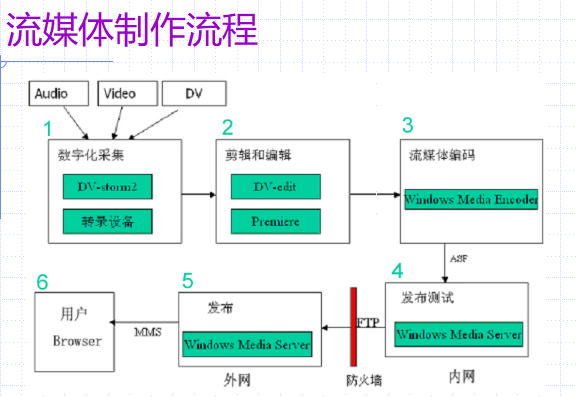 流媒体制作流程
Audio
Video
DV
1
数字化采集
DV-storm2
转录设备
2
剪辑和编辑
DV-edit
Premiere
3
流媒体编码
Windows Media Encoder
ASF
4
发布测试
Windows Media Server
内网
FTP
防火墙
5
发布
Windows Media Server
外网
MMS
6
用户
Browser